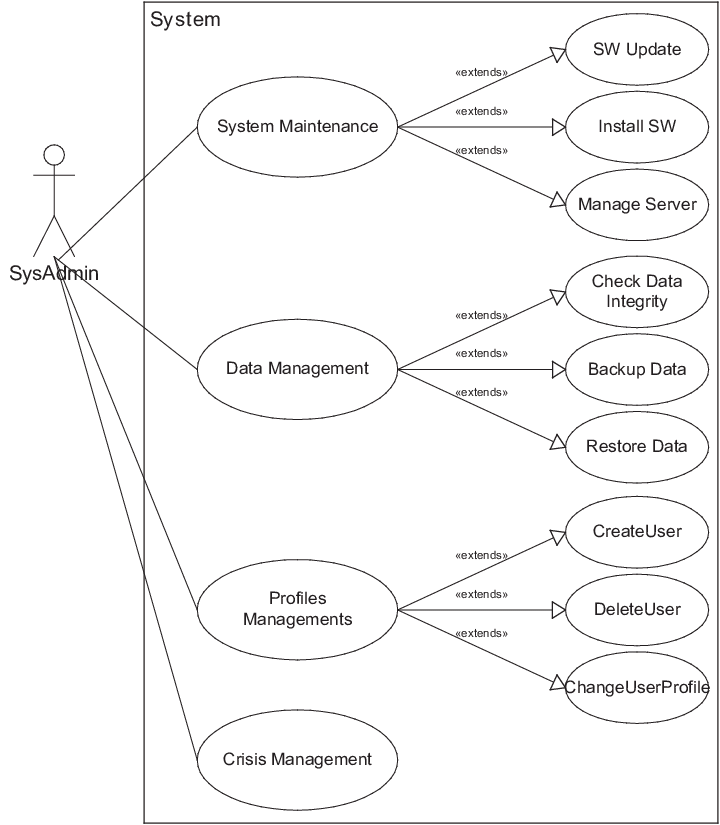 System
SW Update
«extends»
System Maintenance
«extends»
Install SW
«extends»
Manage Server
SysAdmin
Check Data
Integrity
«extends»
Data Management
«extends»
Backup Data
«extends»
Restore Data
CreateUser
«extends»
Profiles
Managements
«extends»
DeleteUser
«extends»
ChangeUserProfile
Crisis Management